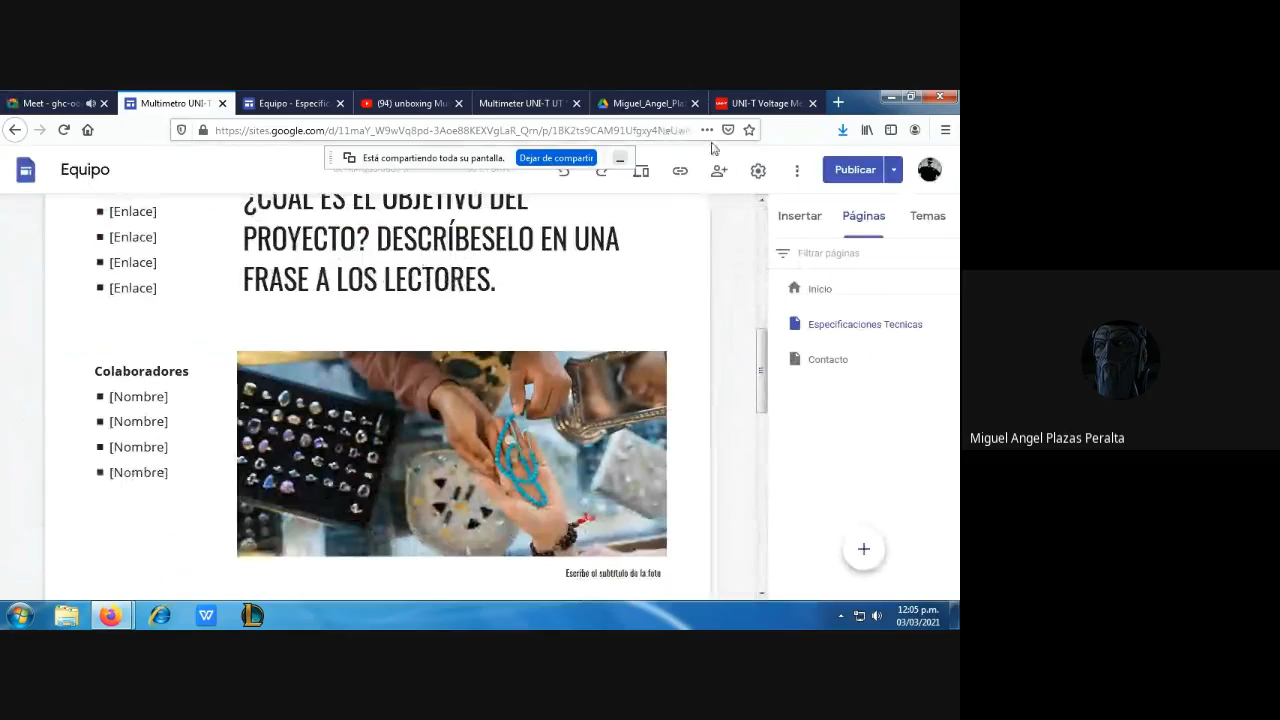 Meet - ghc-oo
Multimetro UNI-T
Equipo - Especific
(94) unboxing Mu
Multimeter UNI-T UT
Miguel_Angel_Pla
UNI-T Voltage Me
https://sites.google.com/d/11maY_W9wVq8pd-3Aoe88KEXVgLaR_Qrn/p/1BK2ts9CAM91Ufgxy4
Está compartiendo toda su pantalla.
Dejar de compartir
Equipo
Publicar
Insertar
Páginas
Temas
Filtrar páginas
Inicio
Especificaciones Tecnicas
Contacto
[Enlace]
[Enlace]
[Enlace]
[Enlace]
¿CUÁL ES EL OBJETIVO DEL
PROYECTO? DESCRÍBESELO EN UNA
FRASE A LOS LECTORES.
Colaboradores
[Nombre]
[Nombre]
[Nombre]
[Nombre]
Escribe el subtítulo de la foto
12:05 p.m.
03/03/2021
Miguel Angel Plazas Peralta